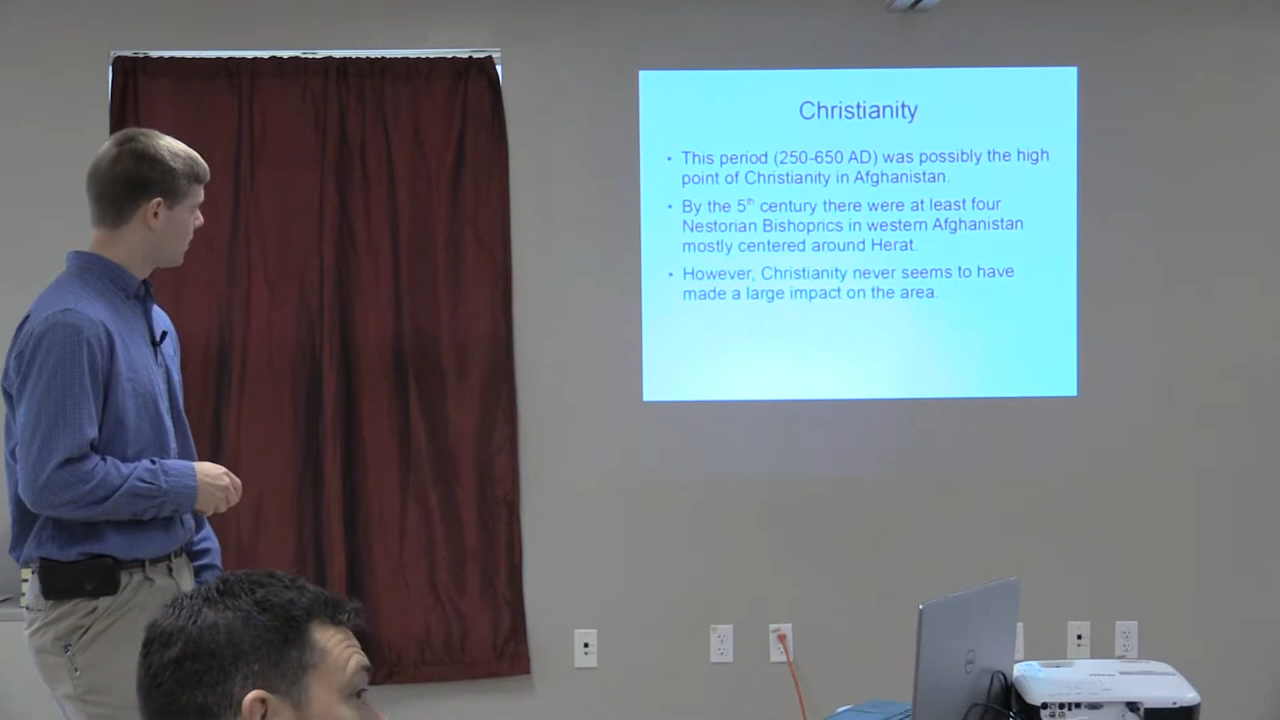 Christianity
• This period (250-650 AD) was possibly the high
point of Christianity in Afghanistan.
• By the 5th century there were at least four
Nestorian Bishoprics in western Afghanistan
mostly centered around Herat.
• However, Christianity never seems to have
made a large impact on the area.
DELL